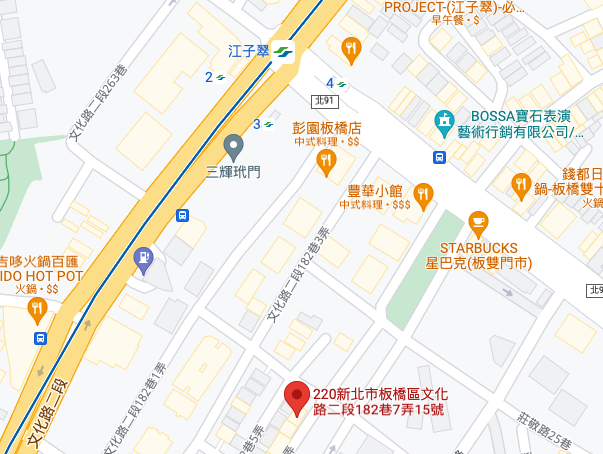 PROJECT-(江子翠)-必...
早午餐・$
江子翠
2
4
北91
文化路二段263巷
3
彭園板橋店
中式料理・$$
BOSSA寶石表演
藝術行銷有限公司/...
三輝玳門
豐華小館
中式料理・$$$
錢都日
鍋-板橋雙十
火鍋
STARBUCKS
星巴克(板雙門市)
文化路二段182巷3弄
吉哆火鍋百匯
IDO HOT POT
火鍋・$$
北9
文化路二段182巷1弄
文化路二段
220新北市板橋區文化
路二段182巷7弄15號
巷5弄
莊敬路25巷